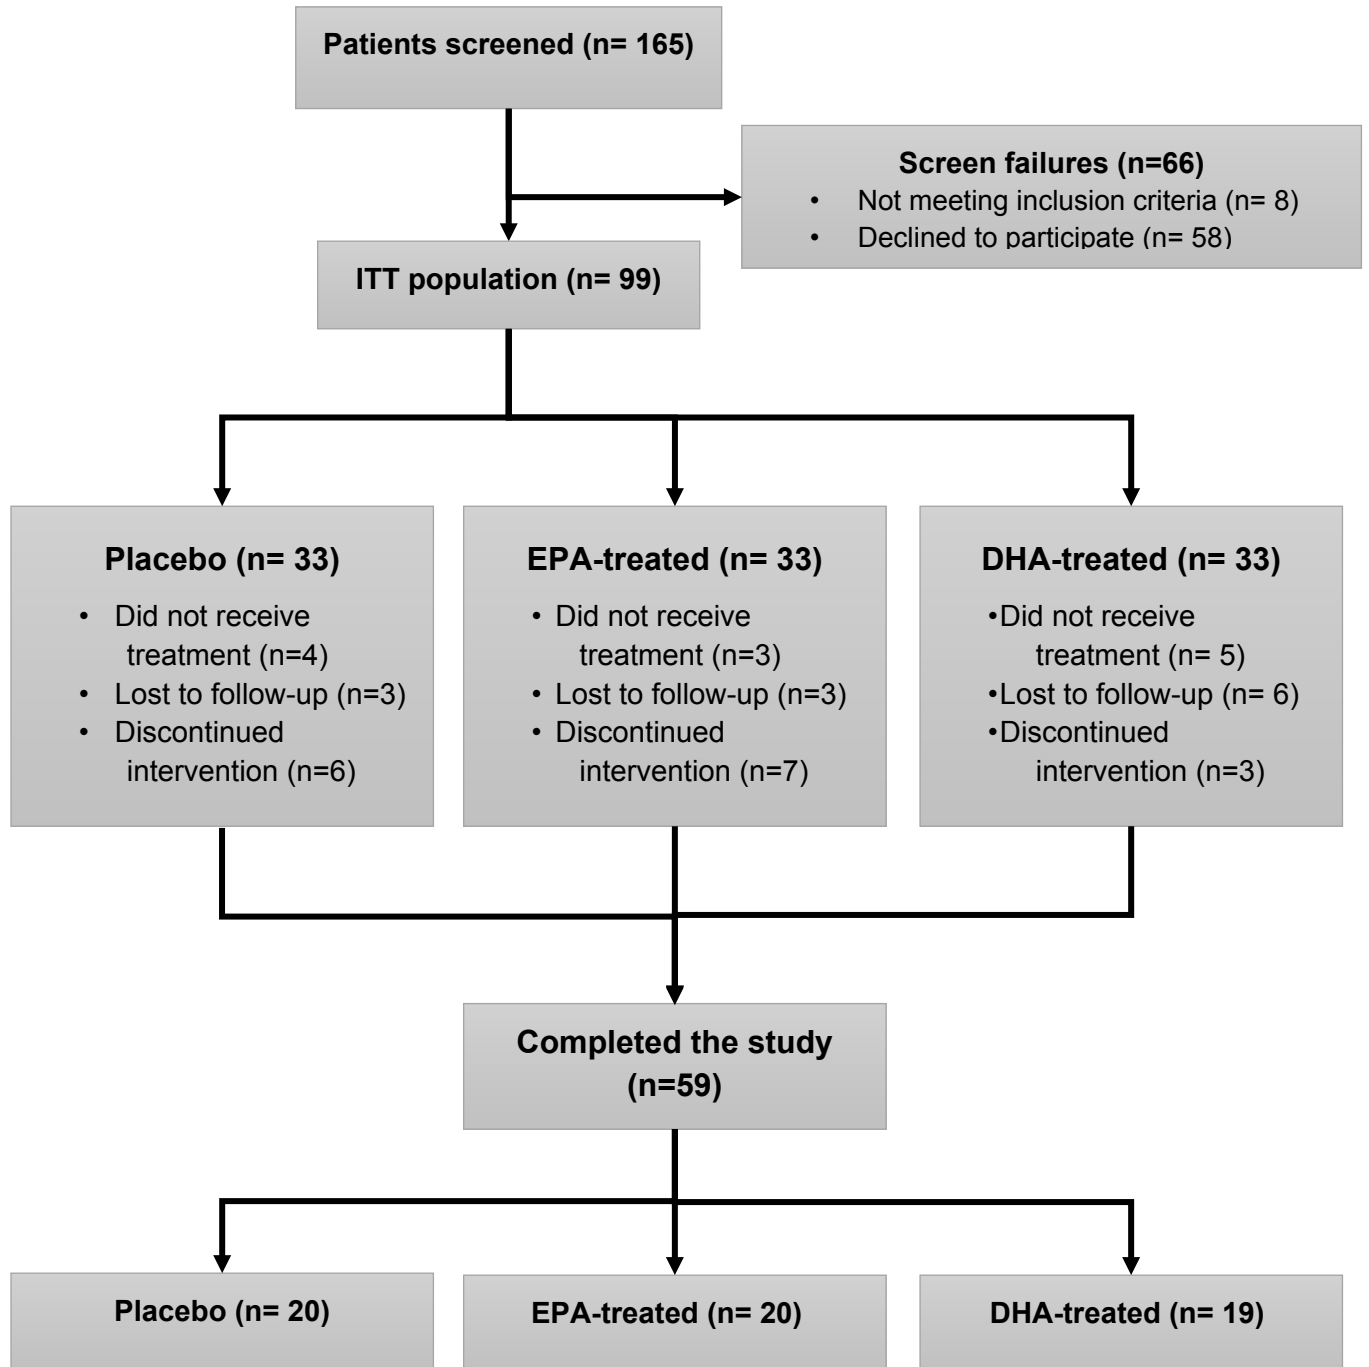 Patients screened (n= 165)
Screen failures (n=66)
• Not meeting inclusion criteria (n= 8)
• Declined to participate (n= 58)
ITT population (n= 99)
Placebo (n= 33)
• Did not receive
treatment (n=4)
• Lost to follow-up (n=3)
• Discontinued
intervention (n=6)
EPA-treated (n= 33)
• Did not receive
treatment (n=3)
• Lost to follow-up (n=3)
• Discontinued
intervention (n=7)
DHA-treated (n= 33)
•Did not receive
treatment (n= 5)
•Lost to follow-up (n= 6)
•Discontinued
intervention (n=3)
Completed the study
(n=59)
Placebo (n= 20)
EPA-treated (n= 20)
DHA-treated (n= 19)